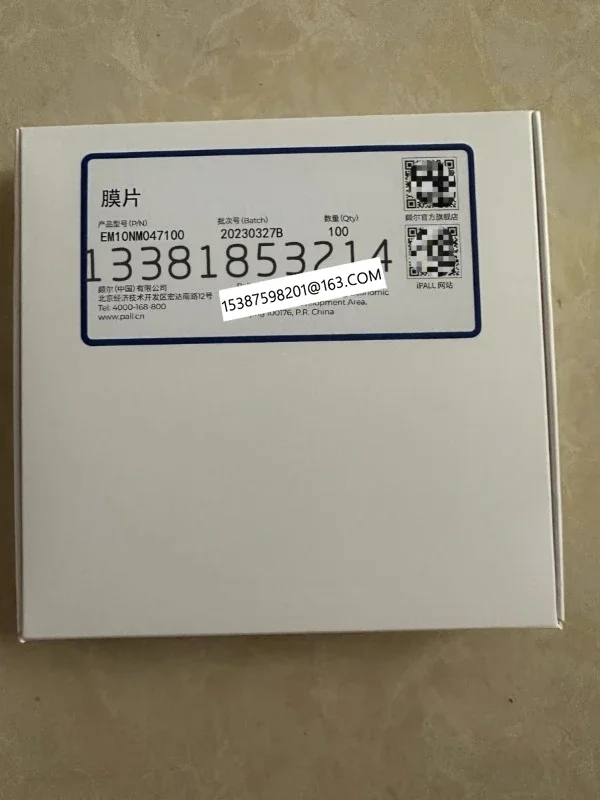 膜片
产品型号(P/N) 批次号(Batch) 数量(Qty)
EM10NM047100 20230327B 100
颇尔官方旗舰店
13381853214
颇尔(中国)有限公司
15387598201@163.COM
iPALL 网站
北京经济技术开发区宏达南路12号
Tel: 4000-168-800
Area,
www.pall.cn
100176, P.R. China